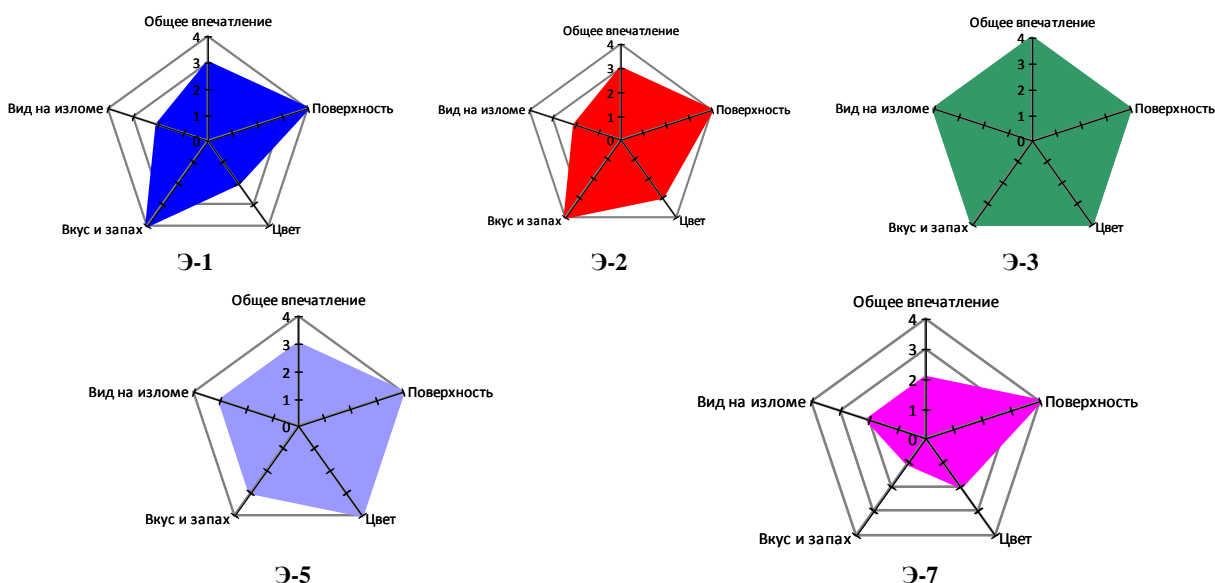 Общее впечатление
4
3
2
1
0
Вид на изломе
Поверхность
Вкус и запах
Цвет
Э-1
Общее впечатление
4
3
2
1
0
Вид на изломе
Поверхность
Вкус и запах
Цвет
Э-2
Общее впечатление
4
3
2
1
0
Вид на изломе
Поверхность
Вкус и запах
Цвет
Э-3
Общее впечатление
4
3
2
1
0
Вид на изломе
Поверхность
Вкус и запах
Цвет
Э-5
Общее впечатление
4
3
2
1
0
Вид на изломе
Поверхность
Вкус и запах
Цвет
Э-7